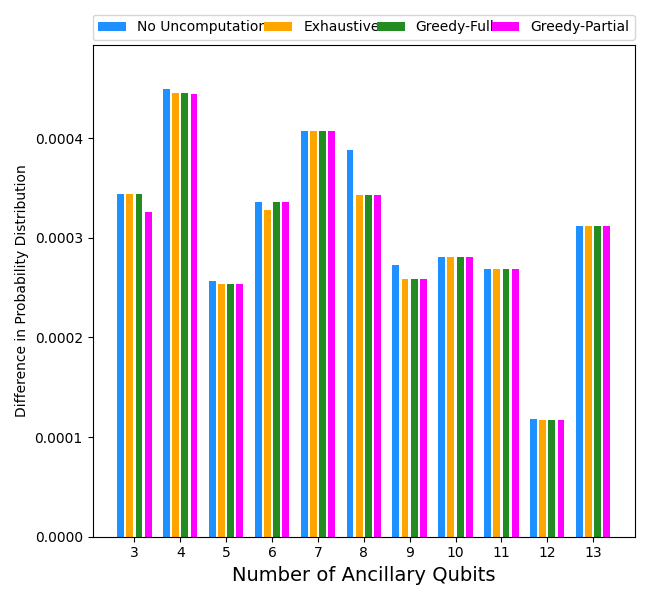 No Uncomputation Exhaustive Greedy-Full Greedy-Partial
0.0004
0.0003
0.0002
0.0001
0.0000
Difference in Probability Distribution
3 4 5 6 7 8 9 10 11 12 13
Number of Ancillary Qubits